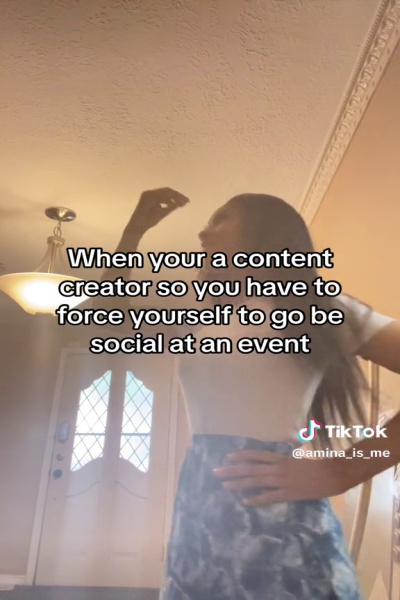 When your a content
creator so you have to
force yourself to go be
social at an event
TikTok
@amina_is_me